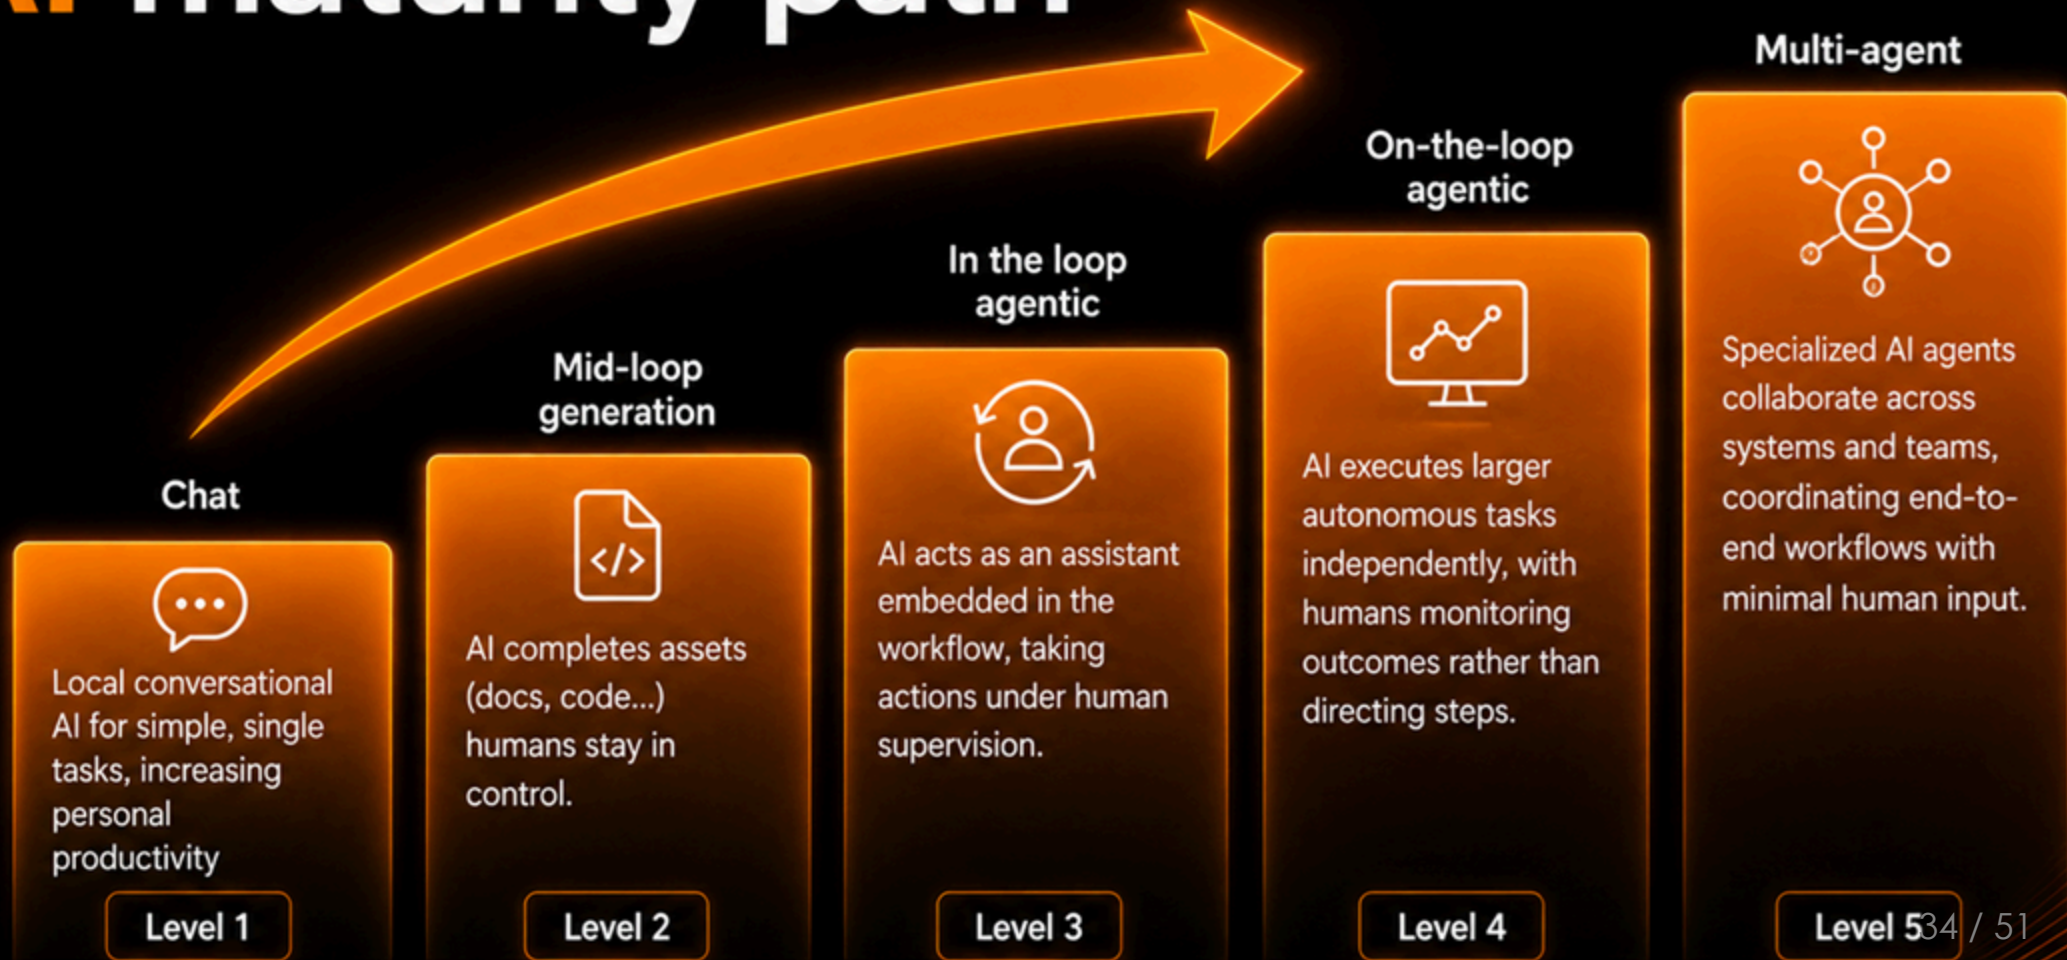 AI maturity path
Multi-agent
On-the-loop
agentic
In the loop
agentic
Mid-loop
generation
Chat
Local conversational
AI for simple, single
tasks, increasing
personal
productivity
Level 1
AI completes assets
(docs, code...)
humans stay in
control.
Level 2
AI acts as an assistant
embedded in the
workflow, taking
actions under human
supervision.
Level 3
AI executes larger
autonomous tasks
independently, with
humans monitoring
outcomes rather than
directing steps.
Level 4
Specialized AI agents
collaborate across
systems and teams,
coordinating end-to-
end workflows with
minimal human input.
Level 5
34 / 51